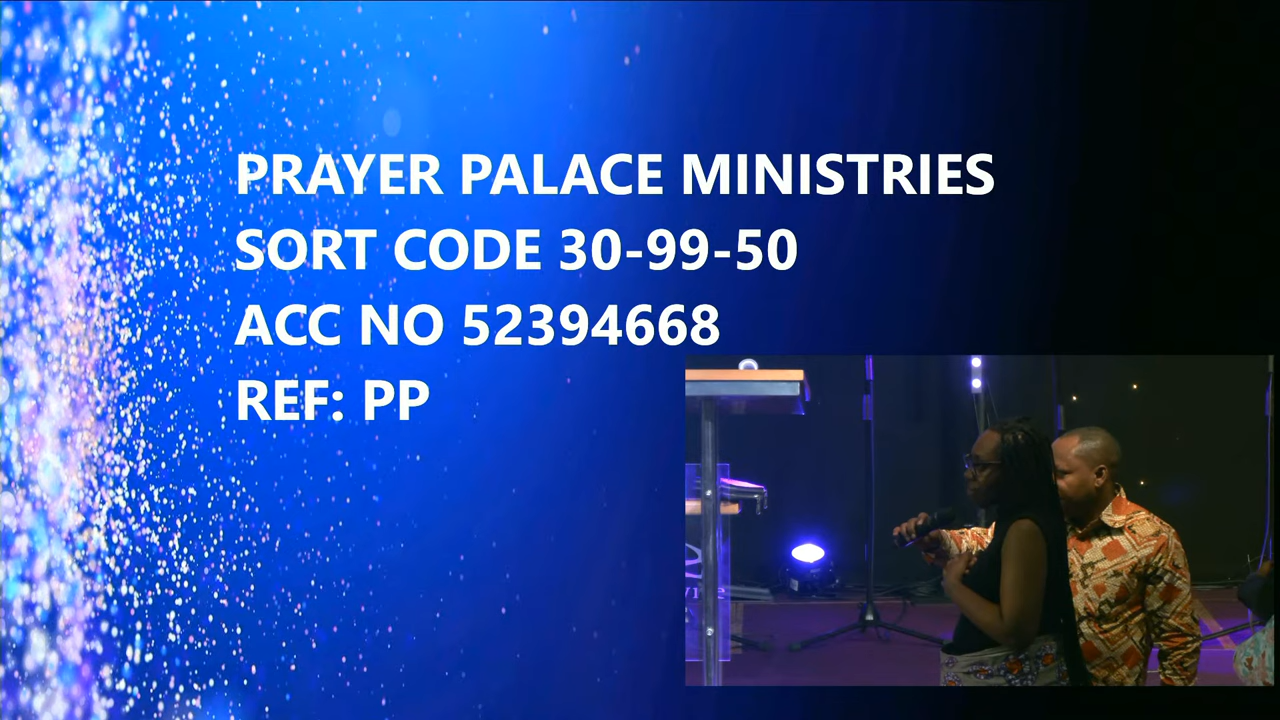 PRAYER PALACE MINISTRIES
SORT CODE 30-99-50
ACC NO 52394668
REF: PP